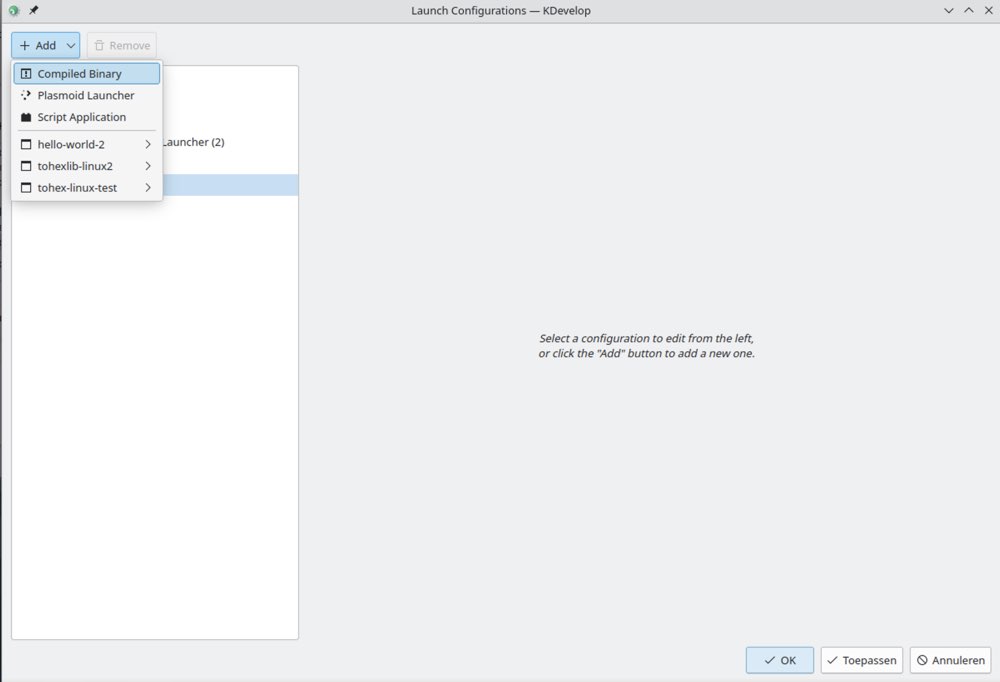 Launch Configurations — KDevelop
Add
Remove
Compiled Binary
Plasmoid Launcher
Script Application
hello-world-2
Launcher (2)
tohexlib-linux2
tohex-linux-test
Select a configuration to edit from the left,
or click the "Add" button to add a new one.
OK
Toepassen
Annuleren